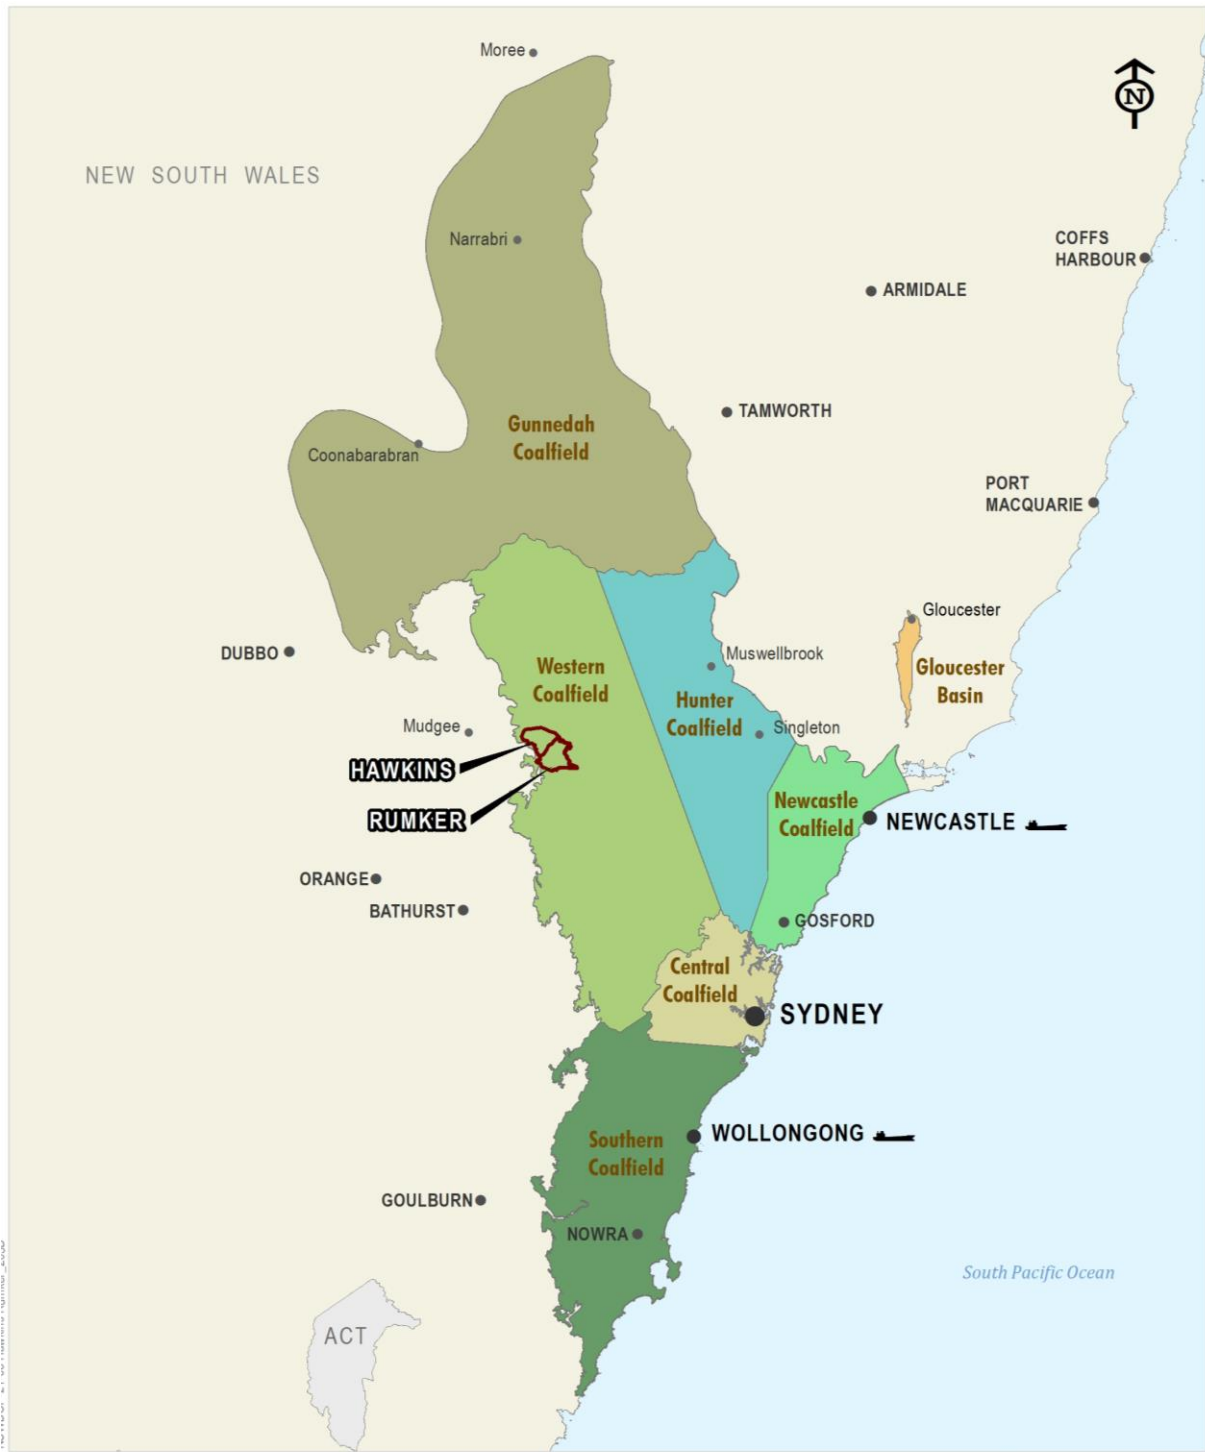 Moree
N
NEW SOUTH WALES
Narrabri
COFFS
HARBOUR
ARMIDALE
TAMWORTH
Gunnedah
Coalfield
Coonabarabran
PORT
MACQUARIE
Gloucester
DUBBO
Muswellbrook
Western
Coalfield
Gloucester
Basin
Hunter
Coalfield
Mudgee
Singleton
HAWKINS
RUMKER
Newcastle
Coalfield
NEWCASTLE
ORANGE
BATHURST
GOSFORD
Central
Coalfield
SYDNEY
WOLLONGONG
Southern
Coalfield
GOULBURN
NOWRA
South Pacific Ocean
ACT